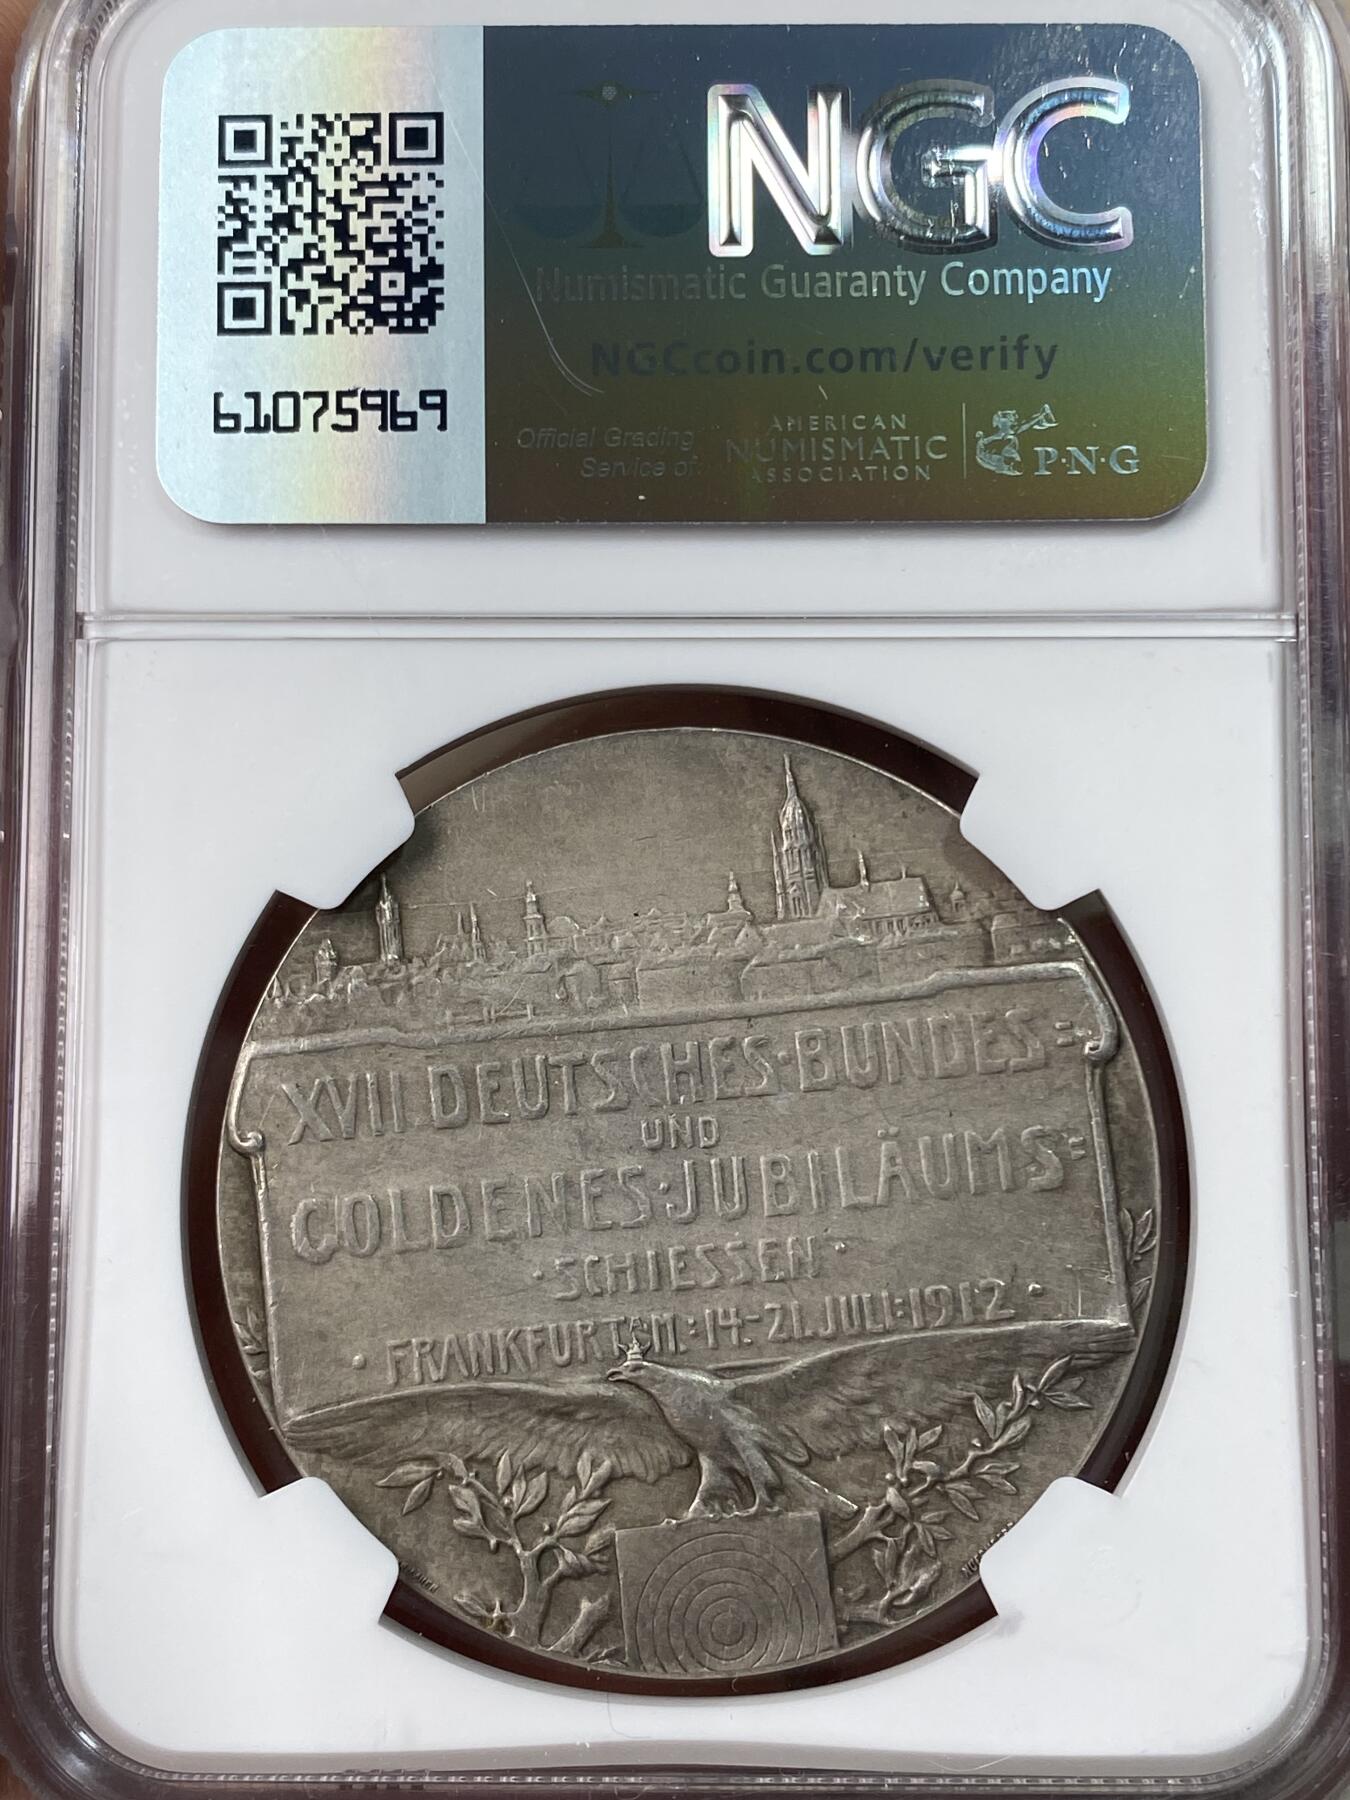 NGC
Numismatic Guaranty Company
NGCcoin.com/verify
61075969
Official Grading
Service of
AMERICAN
NUMISMATIC
ASSOCIATION
P·N·G
XVII. DEUTSCHES·BUNDES=
UND
GOLDENES·JUBILÄUMS=
·SCHIESSEN·
·FRANKFURT A M:14-21.JULI:1912·